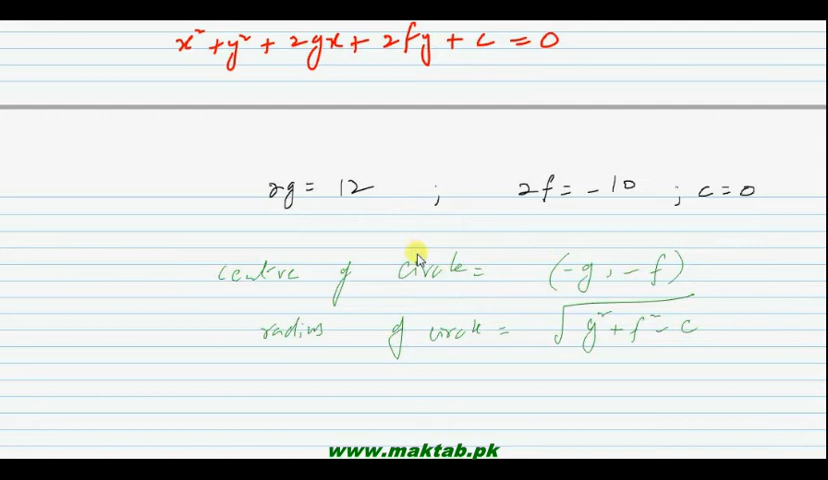 x² + y² + 2gx + 2fy + c = 0
2g = 12 ; 2f = -10 ; c = 0
centre of circle = (-g, -f)
radius of circle = √(g² + f² - c)
www.maktab.pk